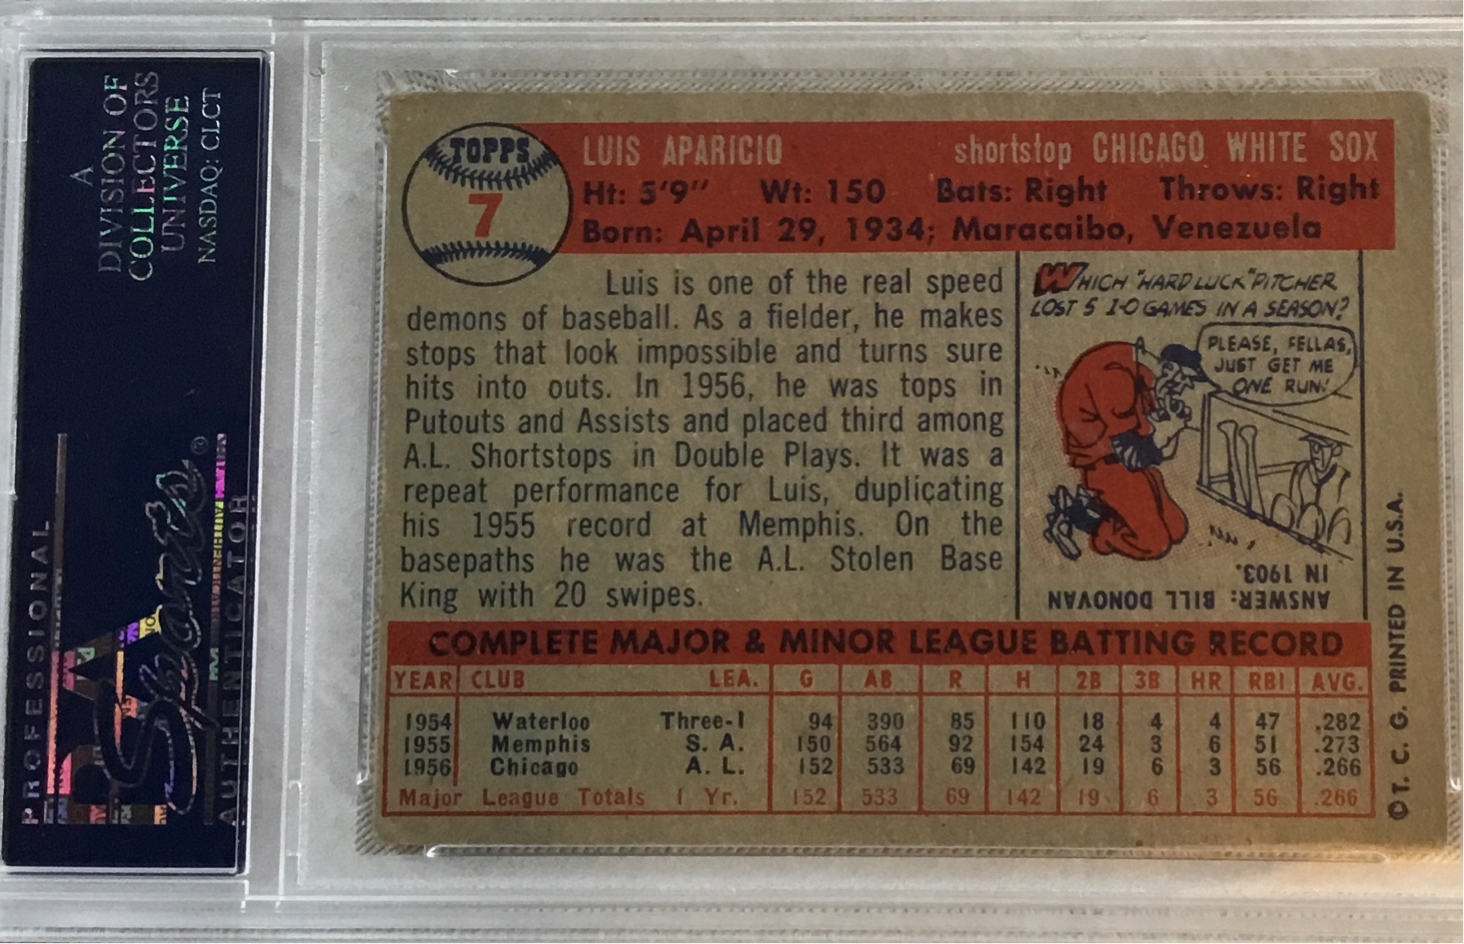 A
DIVISION OF
COLLECTORS
UNIVERSE
NASDAQ: CLCT
PROFESSIONAL
Sports
®
AUTHENTICATOR
TOPPS
7
LUIS APARICIO shortstop CHICAGO WHITE SOX
Ht: 5'9" Wt: 150 Bats: Right Throws: Right
Born: April 29, 1934; Maracaibo, Venezuela
Luis is one of the real speed
demons of baseball. As a fielder, he makes
stops that look impossible and turns sure
hits into outs. In 1956, he was tops in
Putouts and Assists and placed third among
A.L. Shortstops in Double Plays. It was a
repeat performance for Luis, duplicating
his 1955 record at Memphis. On the
basepaths he was the A.L. Stolen Base
King with 20 swipes.
WHICH "HARD LUCK" PITCHER
LOST 5 1-0 GAMES IN A SEASON?
PLEASE, FELLAS,
JUST GET ME
ONE RUN!
ANSWER: BILL DONOVAN
IN 1903.
COMPLETE MAJOR & MINOR LEAGUE BATTING RECORD
YEAR CLUB LEA. G AB R H 2B 3B HR RBI AVG.
1954 Waterloo Three-I 94 390 85 110 18 4 4 47 .282
1955 Memphis S. A. 150 564 92 154 24 3 6 51 .273
1956 Chicago A. L. 152 533 69 142 19 6 3 56 .266
Major League Totals 1 Yr. 152 533 69 142 19 6 3 56 .266
© T. C. G. PRINTED IN U.S.A.